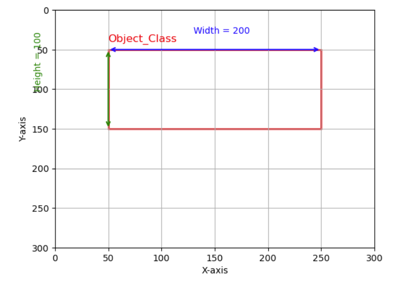 0
Width = 200
Object_Class
Height = 100
50
100
150
200
250
300
Y-axis
0 50 100 150 200 250 300
X-axis